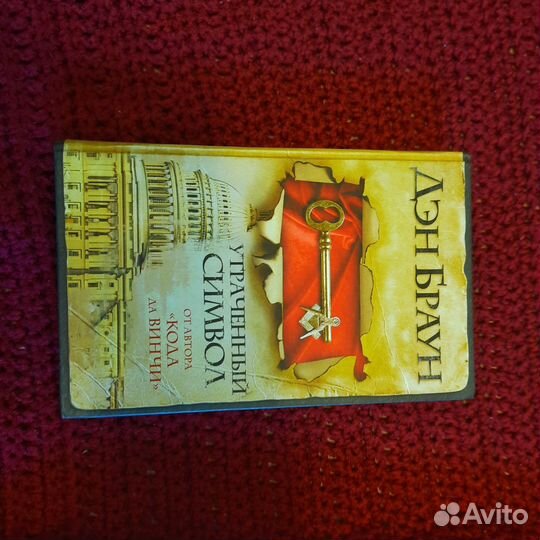 ДЭН БРАУН
УТРАЧЕННЫЙ
СИМВОЛ
ОТ АВТОРА
«КОДА
ДА ВИНЧИ»
Avito